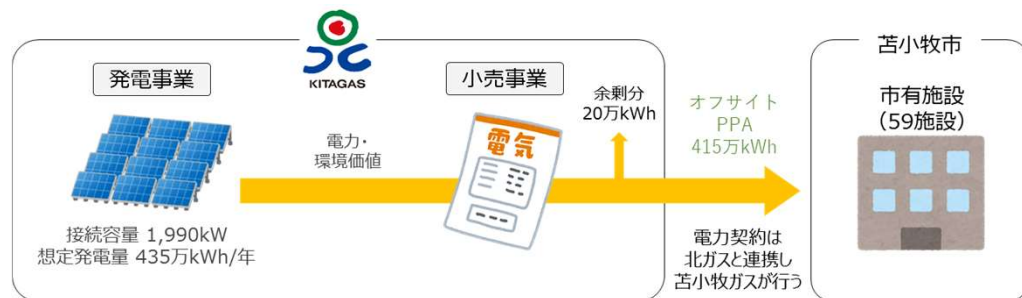 発電事業
接続容量 1,990kW
想定発電量 435万kWh/年
KITAGAS
電力・
環境価値
小売事業
電気
余剰分
20万kWh
オフサイト
PPA
415万kWh
電力契約は
北ガスと連携し
苫小牧ガスが行う
苫小牧市
市有施設
（59施設）